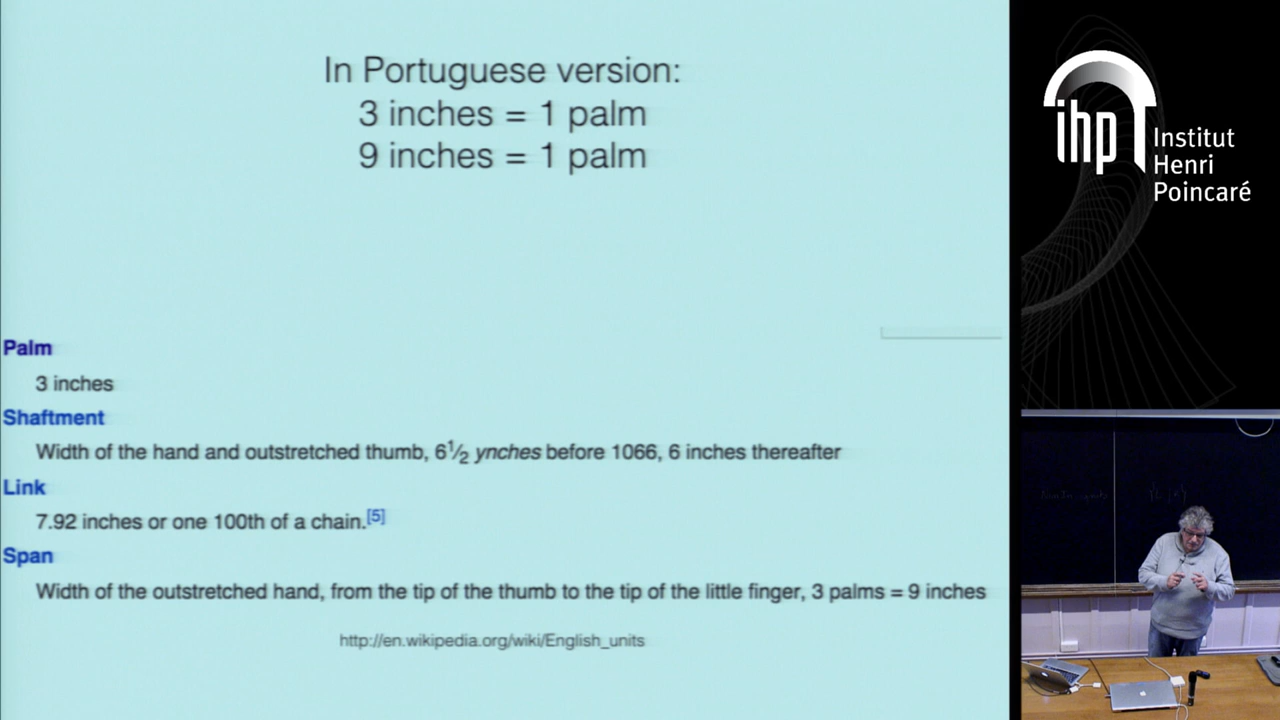 In Portuguese version:
3 inches = 1 palm
9 inches = 1 palm
Palm
3 inches
Shaftment
Width of the hand and outstretched thumb, 6½ ynches before 1066, 6 inches thereafter
Link
7.92 inches or one 100th of a chain.[5]
Span
Width of the outstretched hand, from the tip of the thumb to the tip of the little finger, 3 palms = 9 inches
http://en.wikipedia.org/wiki/English_units
ihp
Institut
Henri
Poincaré